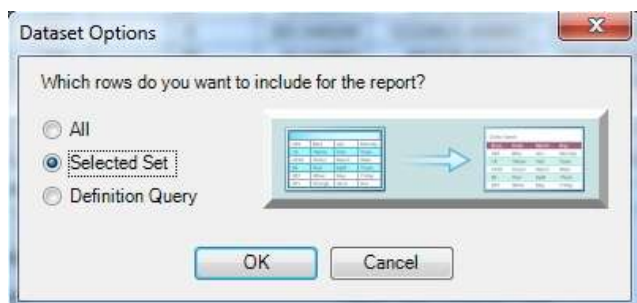 Dataset Options
Which rows do you want to include for the report?
All
Selected Set
Definition Query
OK
Cancel